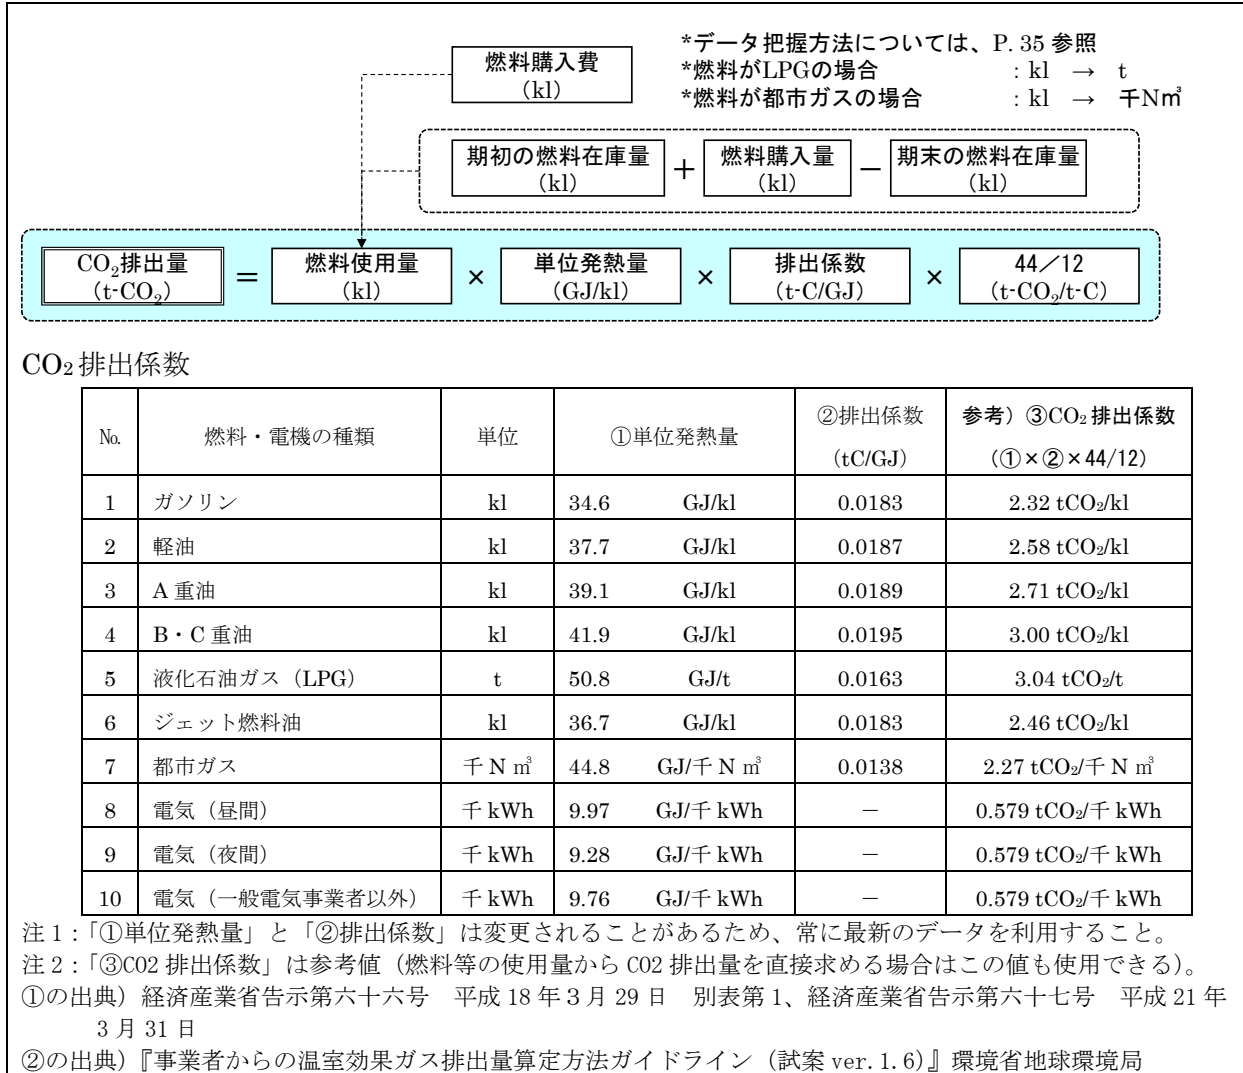 燃料購入費
(kl)
*データ把握方法については、P. 35 参照
*燃料がLPGの場合 : kl → t
*燃料が都市ガスの場合 : kl → 千N㎥
期初の燃料在庫量
(kl)
＋
燃料購入量
(kl)
－
期末の燃料在庫量
(kl)
CO₂排出量
(t-CO₂)
＝
燃料使用量
(kl)
×
単位発熱量
(GJ/kl)
×
排出係数
(t-C/GJ)
×
44／12
(t-CO₂/t-C)
CO₂排出係数
№ 燃料・電機の種類 単位 ①単位発熱量 ②排出係数 (tC/GJ) 参考）③CO₂排出係数 (①×②×44/12)
1 ガソリン kl 34.6 GJ/kl 0.0183 2.32 tCO₂/kl
2 軽油 kl 37.7 GJ/kl 0.0187 2.58 tCO₂/kl
3 A重油 kl 39.1 GJ/kl 0.0189 2.71 tCO₂/kl
4 B・C重油 kl 41.9 GJ/kl 0.0195 3.00 tCO₂/kl
5 液化石油ガス（LPG） t 50.8 GJ/t 0.0163 3.04 tCO₂/t
6 ジェット燃料油 kl 36.7 GJ/kl 0.0183 2.46 tCO₂/kl
7 都市ガス 千N㎥ 44.8 GJ/千N㎥ 0.0138 2.27 tCO₂/千N㎥
8 電気（昼間） 千kWh 9.97 GJ/千kWh － 0.579 tCO₂/千kWh
9 電気（夜間） 千kWh 9.28 GJ/千kWh － 0.579 tCO₂/千kWh
10 電気（一般電気事業者以外） 千kWh 9.76 GJ/千kWh － 0.579 tCO₂/千kWh
注1：「①単位発熱量」と「②排出係数」は変更されることがあるため、常に最新のデータを利用すること。
注2：「③CO2排出係数」は参考値（燃料等の使用量からCO2排出量を直接求める場合はこの値も使用できる）。
①の出典）経済産業省告示第六十六号　平成18年３月29日　別表第1、経済産業省告示第六十七号　平成21年
3月31日
②の出典）『事業者からの温室効果ガス排出量算定方法ガイドライン（試案ver.1.6)』環境省地球環境局